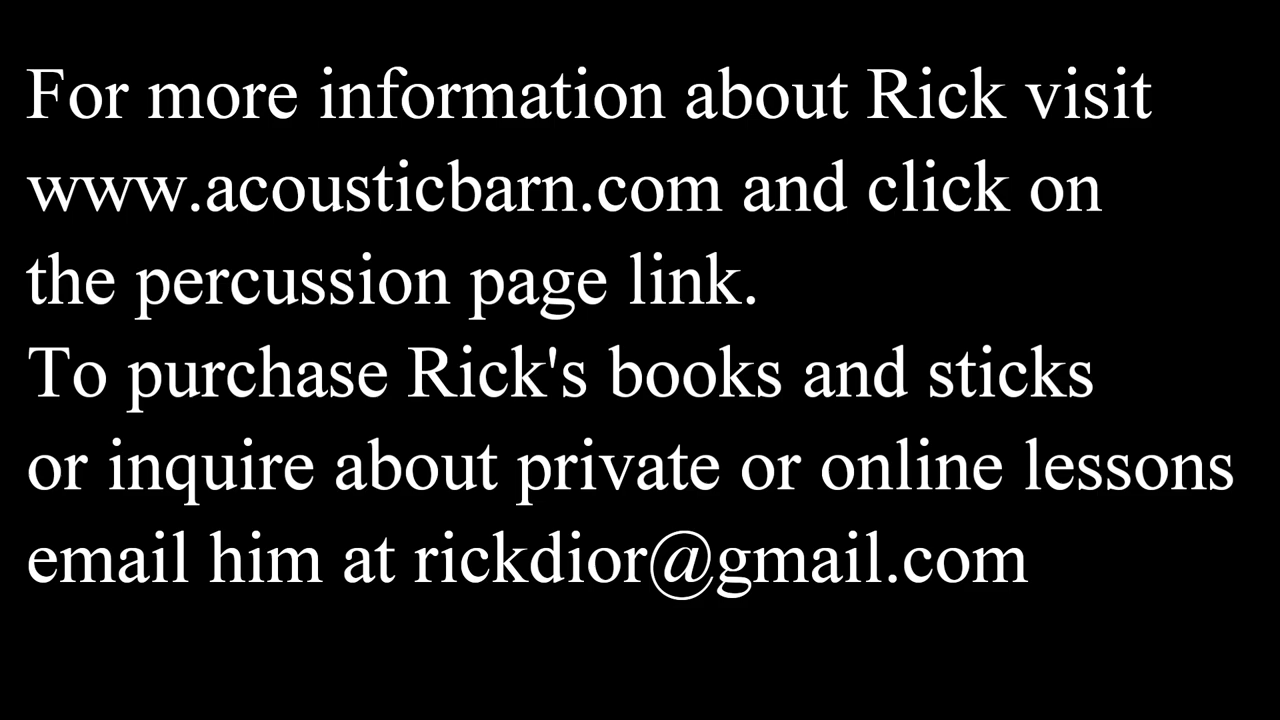 For more information about Rick visit
www.acousticbarn.com and click on
the percussion page link.
To purchase Rick's books and sticks
or inquire about private or online lessons
email him at rickdior@gmail.com